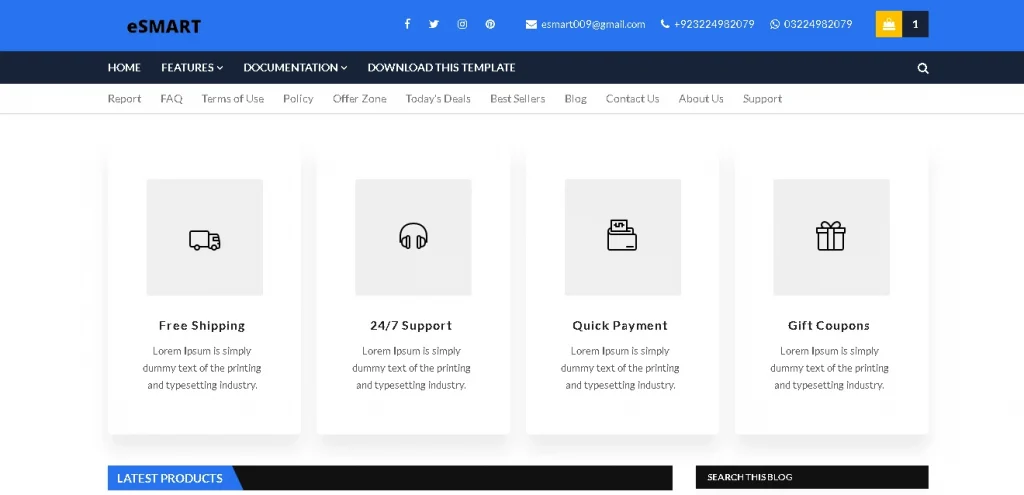 eSMART
esmart009@gmail.com +923224982079 03224982079 1
HOME FEATURES DOCUMENTATION DOWNLOAD THIS TEMPLATE
Report FAQ Terms of Use Policy Offer Zone Today's Deals Best Sellers Blog Contact Us About Us Support
Free Shipping
Lorem Ipsum is simply
dummy text of the printing
and typesetting industry.
24/7 Support
Lorem Ipsum is simply
dummy text of the printing
and typesetting industry.
Quick Payment
Lorem Ipsum is simply
dummy text of the printing
and typesetting industry.
Gift Coupons
Lorem Ipsum is simply
dummy text of the printing
and typesetting industry.
LATEST PRODUCTS
SEARCH THIS BLOG